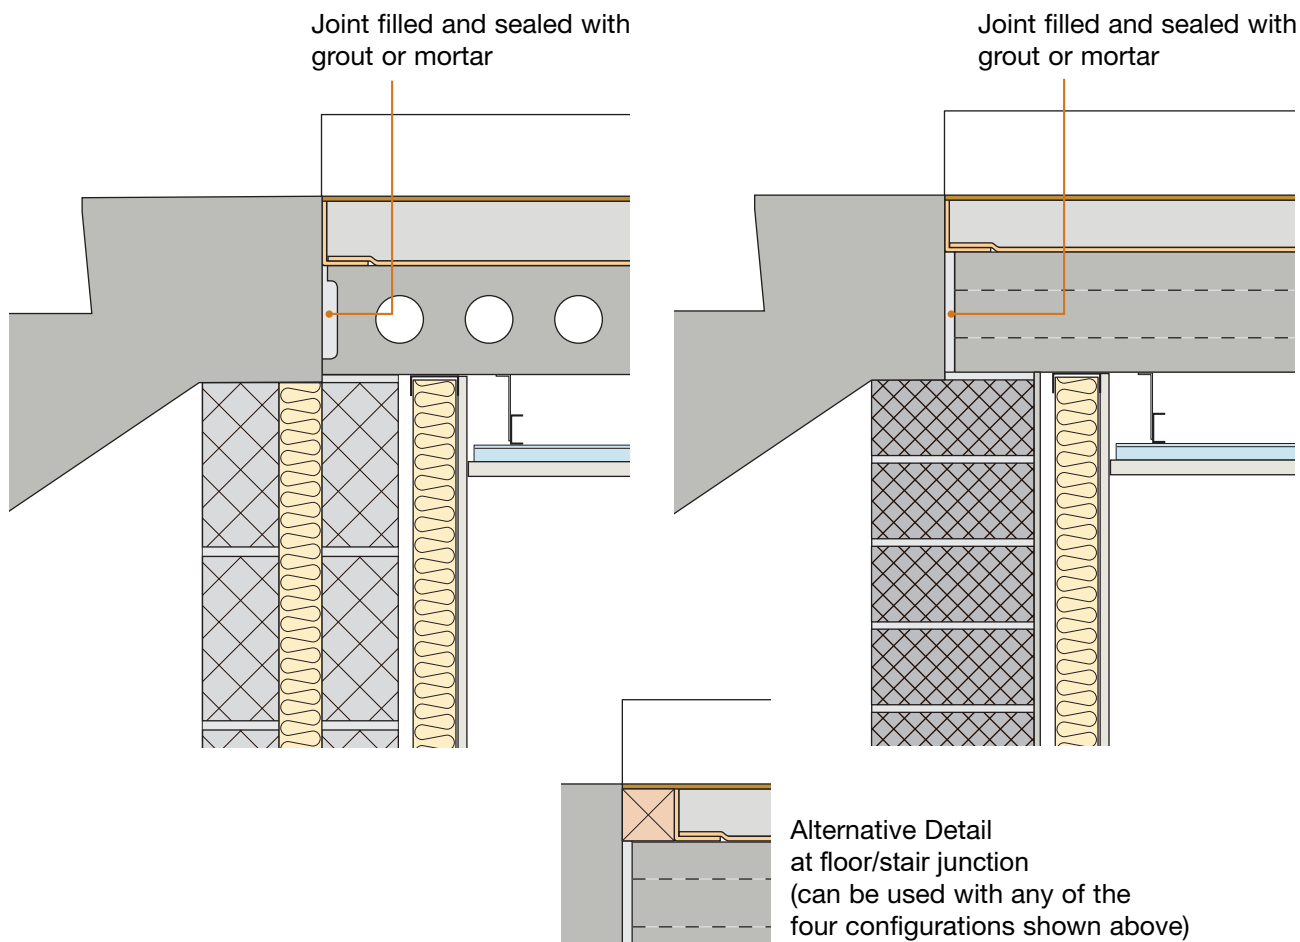 Joint filled and sealed with
grout or mortar
Joint filled and sealed with
grout or mortar
Alternative Detail
at floor/stair junction
(can be used with any of the
four configurations shown above)